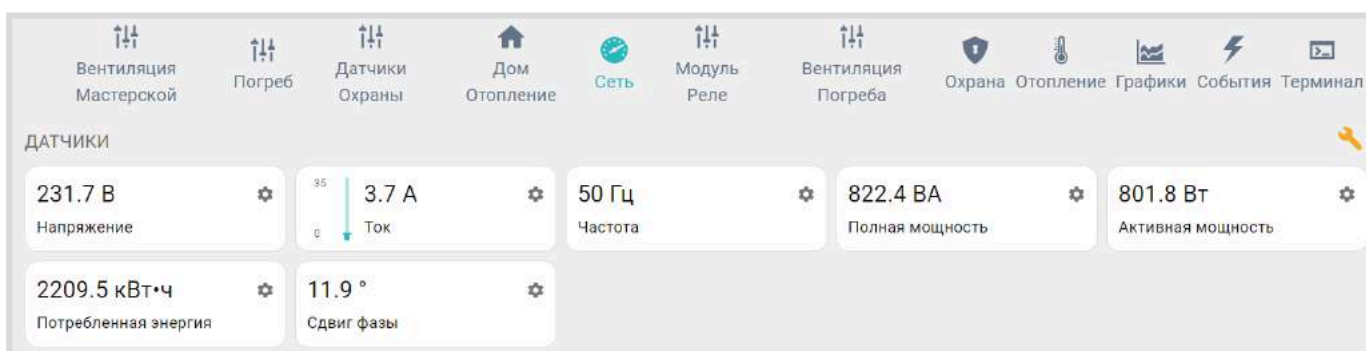 Вентиляция
Мастерской
Погреб
Датчики
Охраны
Дом
Отопление
Сеть
Модуль
Реле
Вентиляция
Погреба
Охрана
Отопление
Графики
События
Терминал
ДАТЧИКИ
231.7 В
Напряжение
35
0
3.7 А
Ток
50 Гц
Частота
822.4 ВА
Полная мощность
801.8 Вт
Активная мощность
2209.5 кВт•ч
Потребленная энергия
11.9 °
Сдвиг фазы